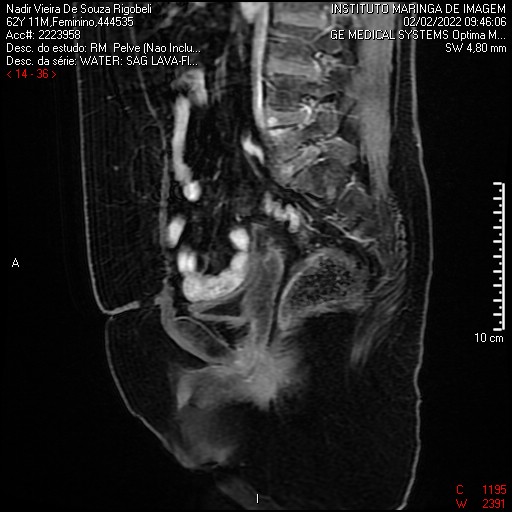 Nadir Vieira De Souza Rigobeli
62Y 11M,Feminino,444535
Acc#: 2223958
Desc. do estudo: RM  Pelve (Nao Inclu...
Desc. da série: WATER: SAG LAVA-Fl...
< 14 - 36 >
INSTITUTO MARINGA DE IMAGEM
02/02/2022 09:46:06
GE MEDICAL SYSTEMS Optima M...
SW 4,80 mm
A
10 cm
I
C 1195
W 2391